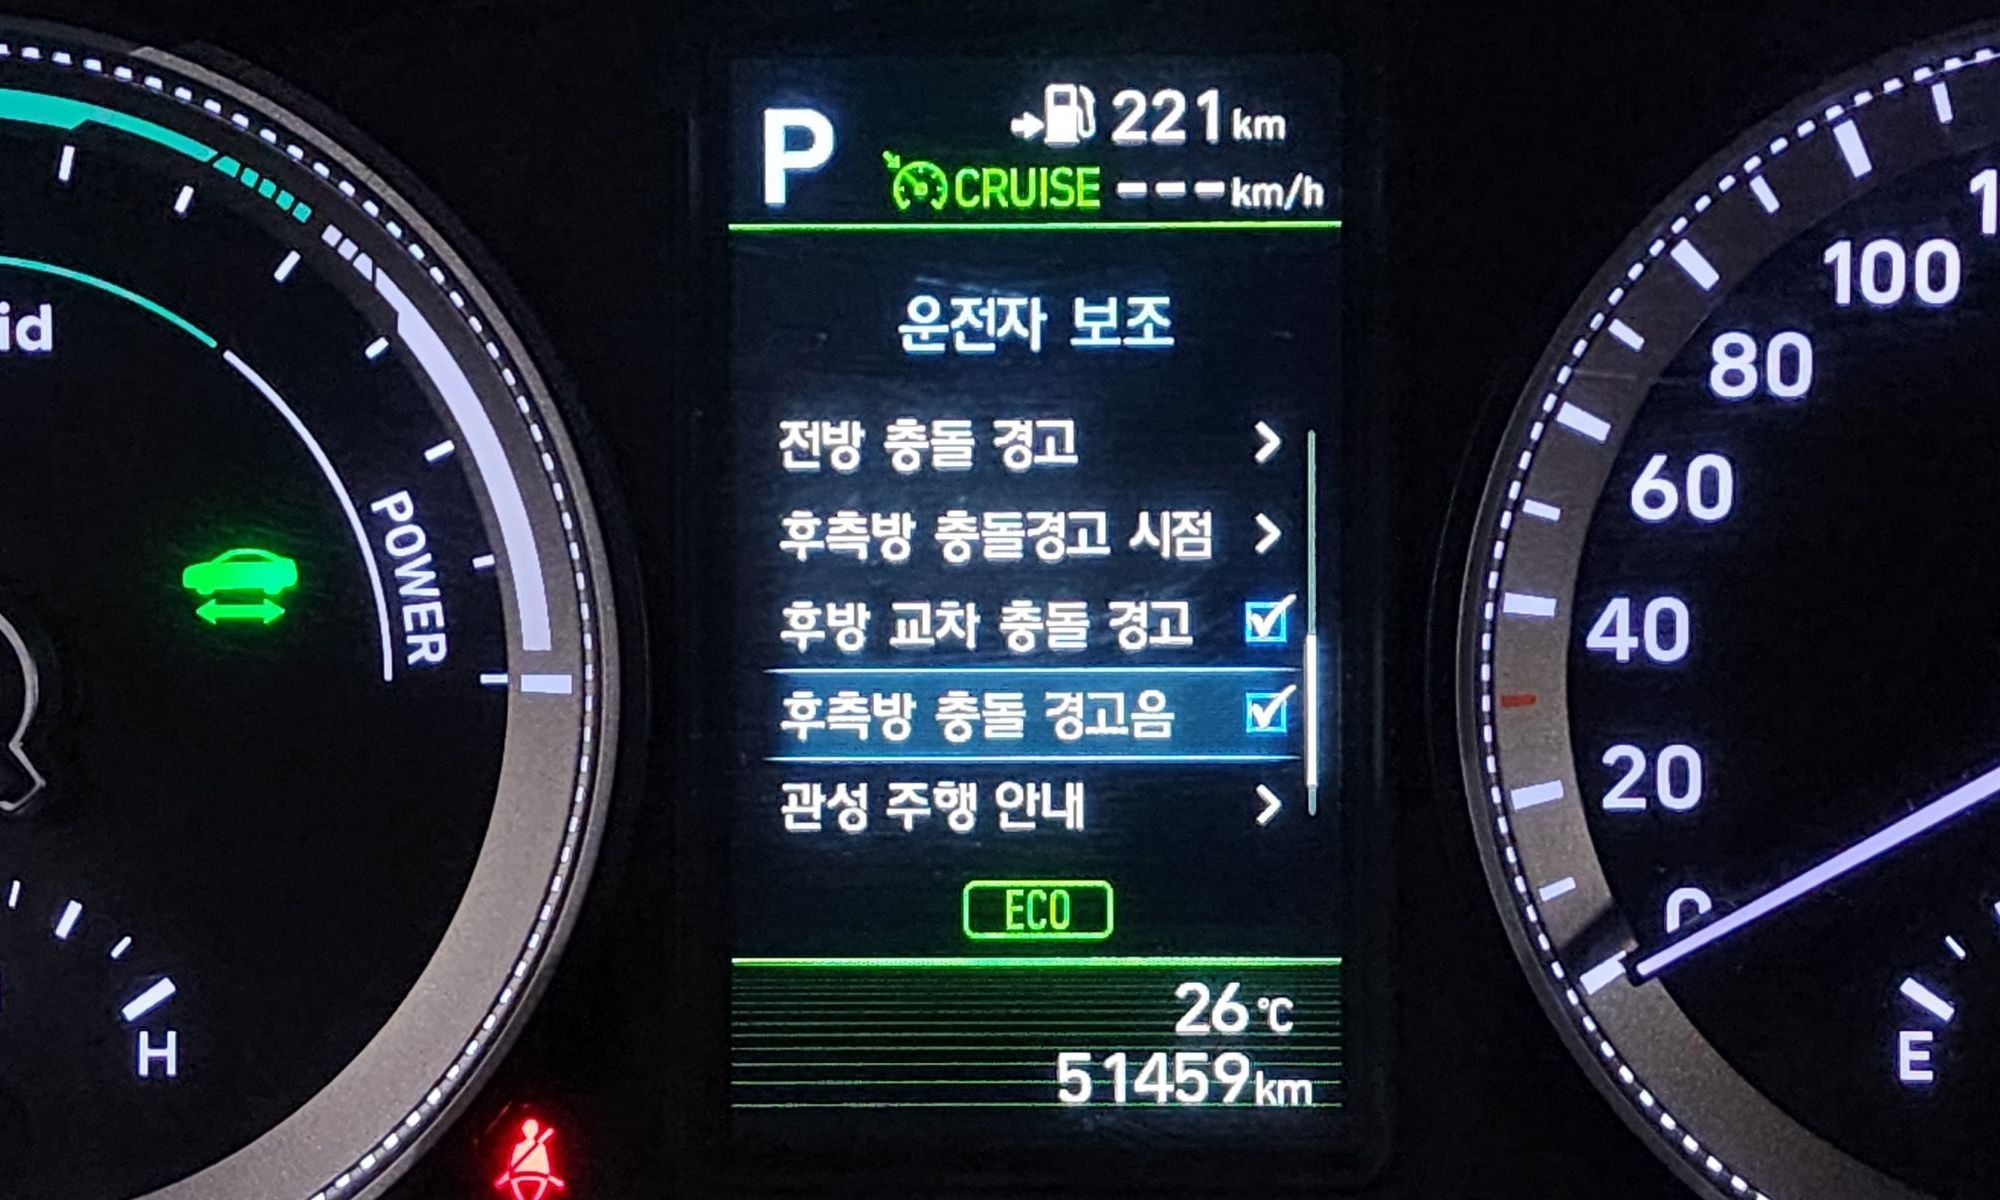 P
221km
CRUISE ---km/h
운전자 보조
전방 충돌 경고
후측방 충돌경고 시점
후방 교차 충돌 경고
후측방 충돌 경고음
관성 주행 안내
ECO
26℃
51459km
id
POWER
H
100
80
60
40
20
0
E